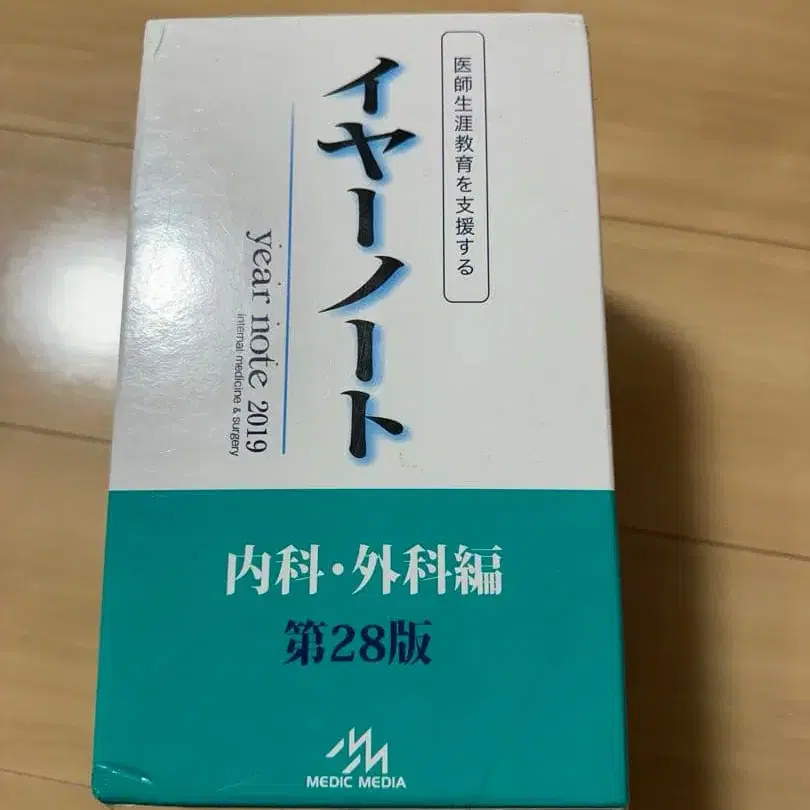 医師生涯教育を支援する
イヤーノート
year note 2019
internal medicine & surgery
内科・外科編
第28版
MEDIC MEDIA